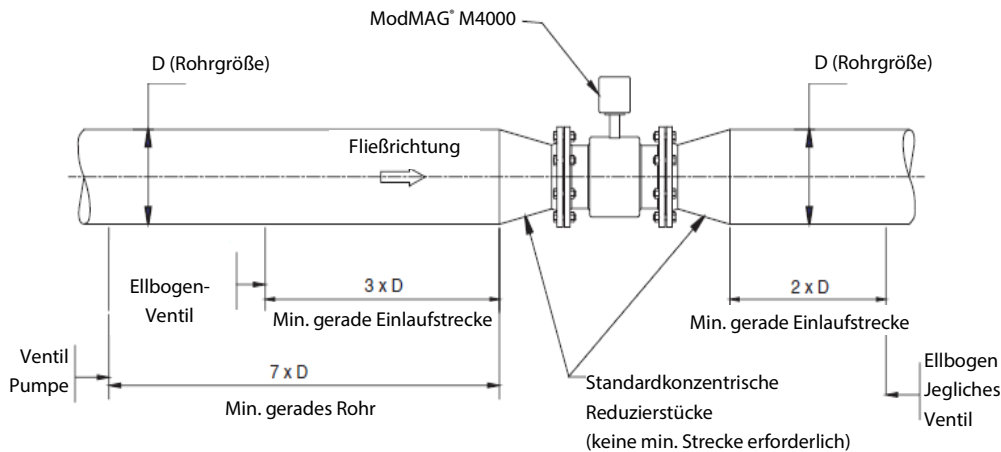 ModMAG® M4000
D (Rohrgröße)
D (Rohrgröße)
Fließrichtung
Ellbogen-
Ventil
3 x D
Min. gerade Einlaufstrecke
2 x D
Min. gerade Einlaufstrecke
Ventil
Pumpe
7 x D
Min. gerades Rohr
Standardkonzentrische
Reduzierstücke
(keine min. Strecke erforderlich)
Ellbogen
Jegliches
Ventil